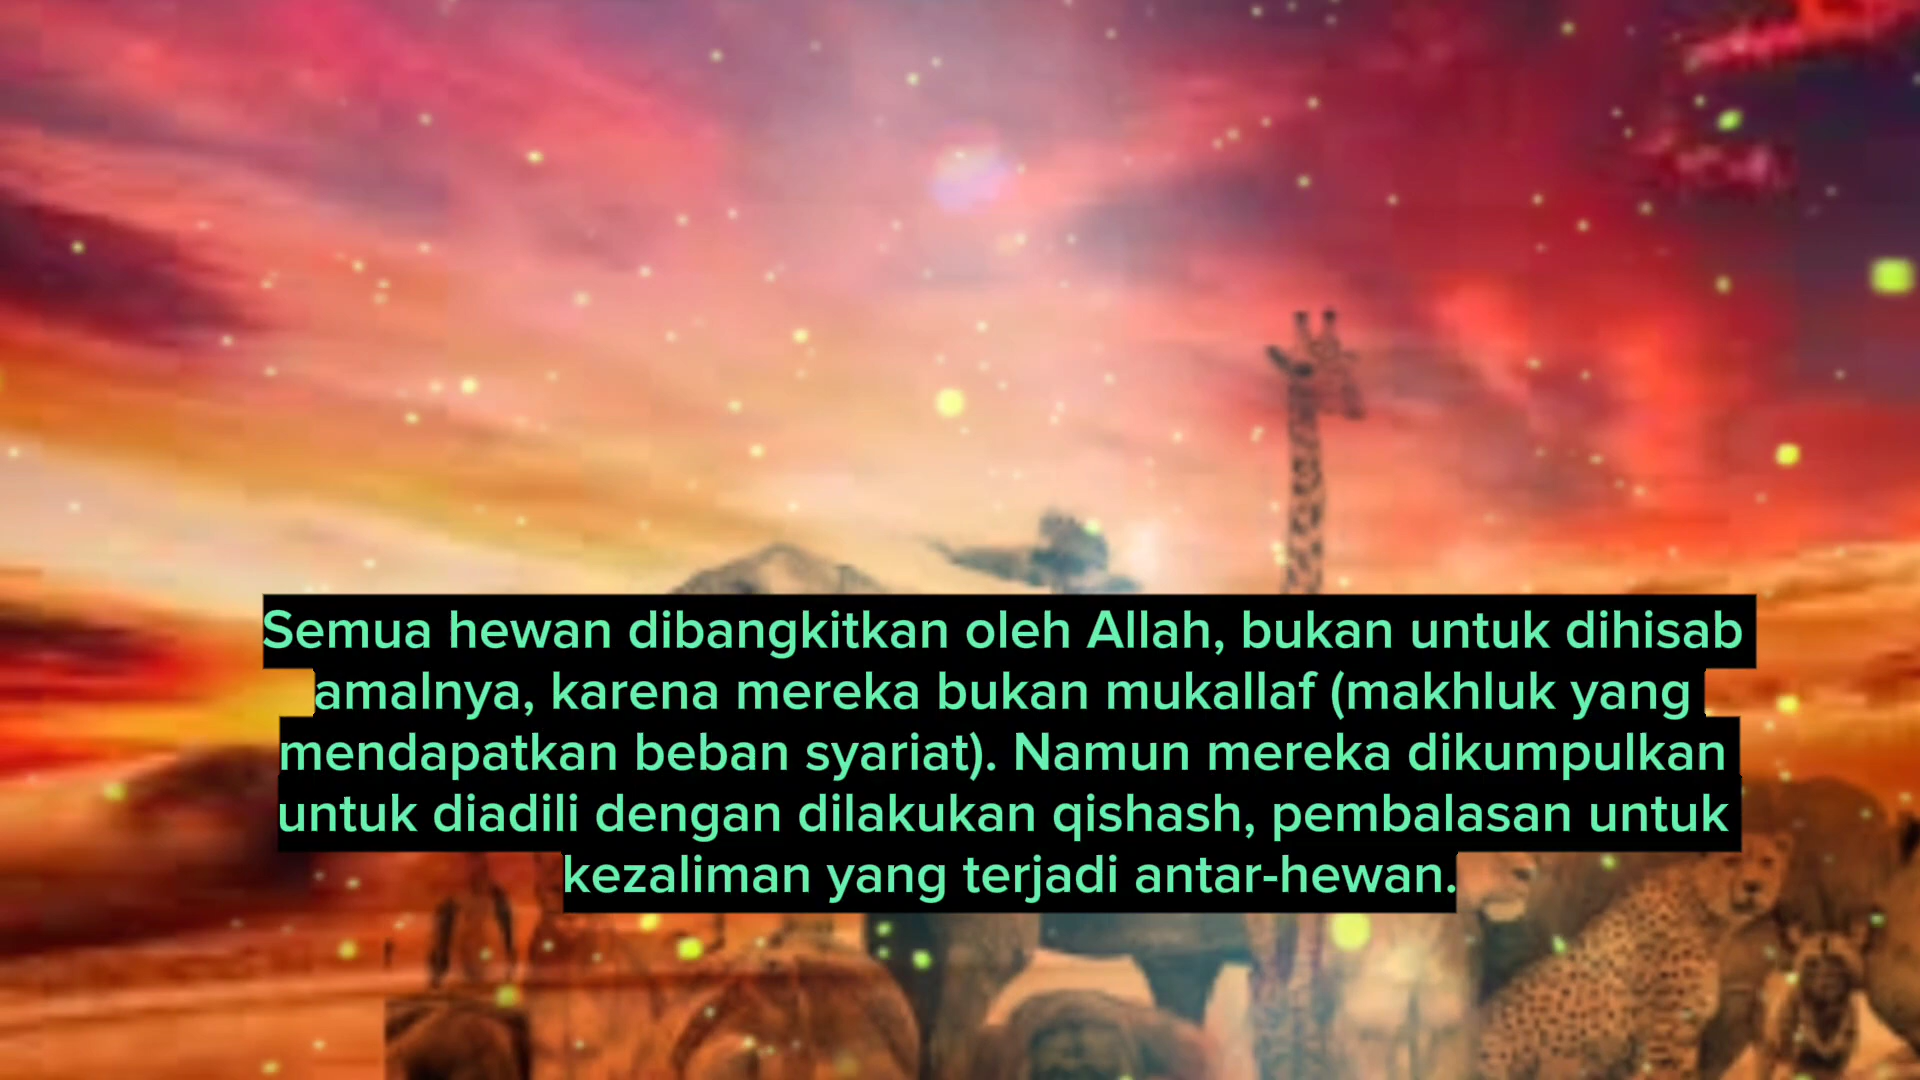 Semua hewan dibangkitkan oleh Allah, bukan untuk dihisab
amalnya, karena mereka bukan mukallaf (makhluk yang
mendapatkan beban syariat). Namun mereka dikumpulkan
untuk diadili dengan dilakukan qishash, pembalasan untuk
kezaliman yang terjadi antar-hewan.